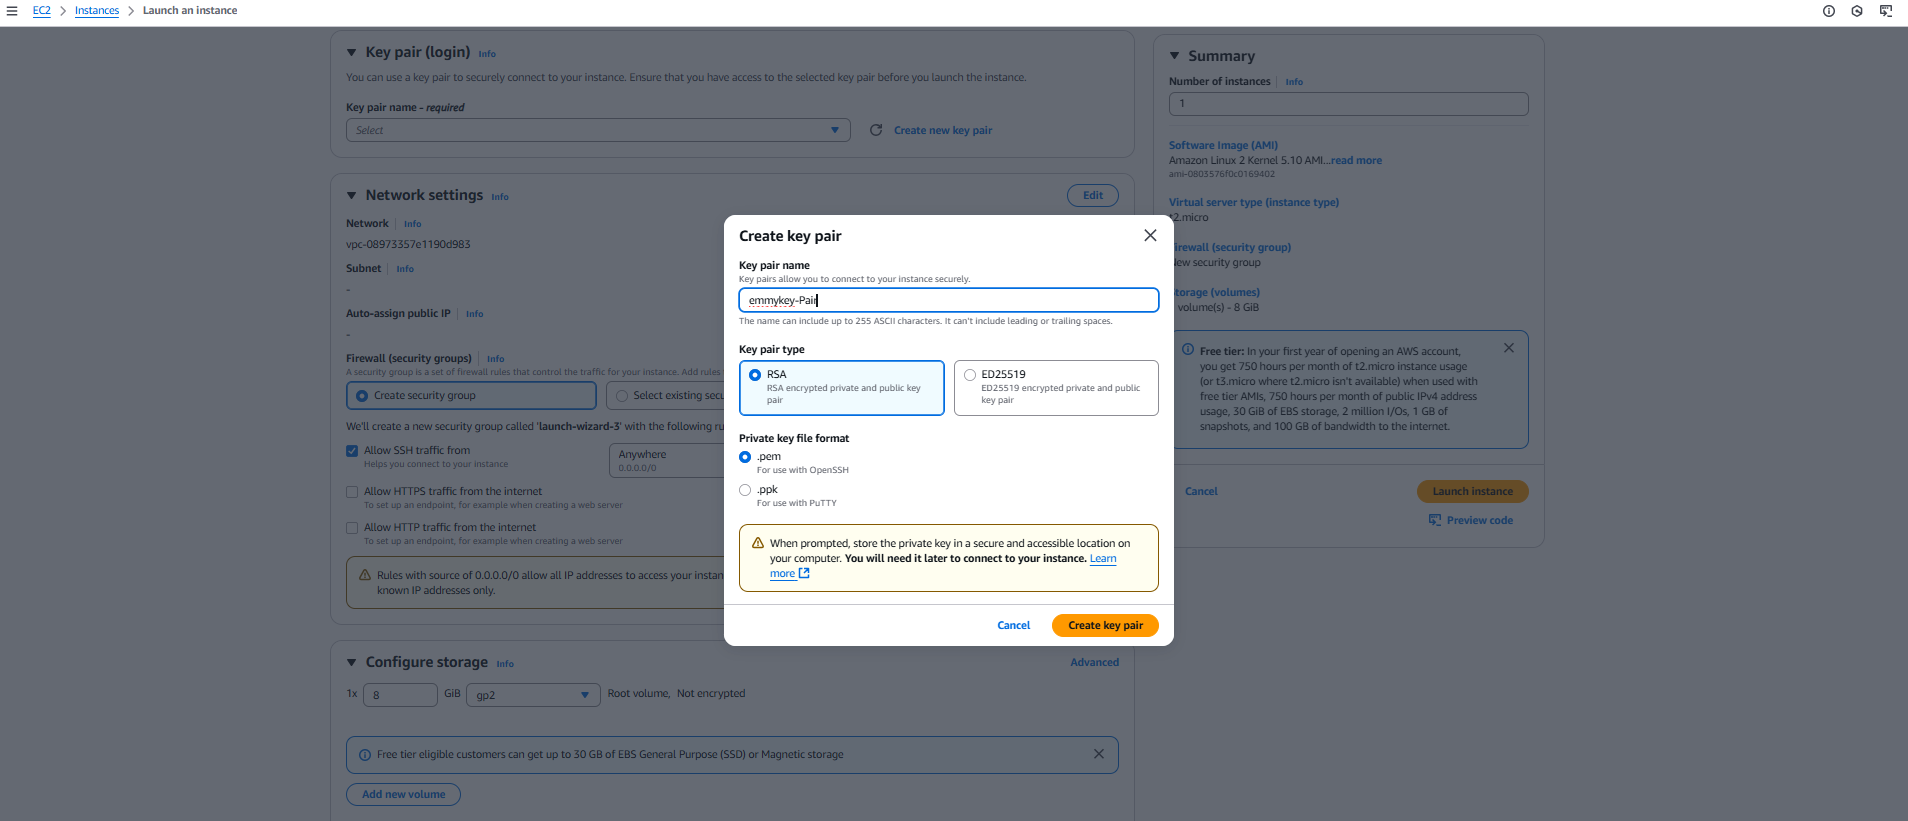 EC2 > Instances > Launch an instance
Key pair (login) Info
You can use a key pair to securely connect to your instance. Ensure that you have access to the selected key pair before you launch the instance.
Key pair name - required
Select
Create new key pair
Network settings Info
Edit
Network Info
vpc-08973357e1190d983
Subnet Info
-
Auto-assign public IP Info
-
Firewall (security groups) Info
A security group is a set of firewall rules that control the traffic for your instance. Add rules
Create security group
Select existing secu
We'll create a new security group called 'launch-wizard-3' with the following ru
Allow SSH traffic from
Helps you connect to your instance
Anywhere
0.0.0.0/0
Allow HTTPS traffic from the internet
To set up an endpoint, for example when creating a web server
Allow HTTP traffic from the internet
To set up an endpoint, for example when creating a web server
Rules with source of 0.0.0.0/0 allow all IP addresses to access your instan
known IP addresses only.
Configure storage Info
Advanced
1x 8 GiB gp2 Root volume, Not encrypted
Free tier eligible customers can get up to 30 GB of EBS General Purpose (SSD) or Magnetic storage
Add new volume
Create key pair
Key pair name
Key pairs allow you to connect to your instance securely.
emmykey-Pair
The name can include up to 255 ASCII characters. It can't include leading or trailing spaces.
Key pair type
RSA
RSA encrypted private and public key
pair
ED25519
ED25519 encrypted private and public
key pair
Private key file format
.pem
For use with OpenSSH
.ppk
For use with PuTTY
When prompted, store the private key in a secure and accessible location on
your computer. You will need it later to connect to your instance. Learn
more
Cancel
Create key pair
Summary
Number of instances Info
1
Software Image (AMI)
Amazon Linux 2 Kernel 5.10 AMI...read more
ami-0803576f0c0169402
Virtual server type (instance type)
t2.micro
irewall (security group)
New security group
torage (volumes)
volume(s) - 8 GiB
Free tier: In your first year of opening an AWS account,
you get 750 hours per month of t2.micro instance usage
(or t3.micro where t2.micro isn't available) when used with
free tier AMIs, 750 hours per month of public IPv4 address
usage, 30 GiB of EBS storage, 2 million I/Os, 1 GB of
snapshots, and 100 GB of bandwidth to the internet.
Cancel
Launch instance
Preview code